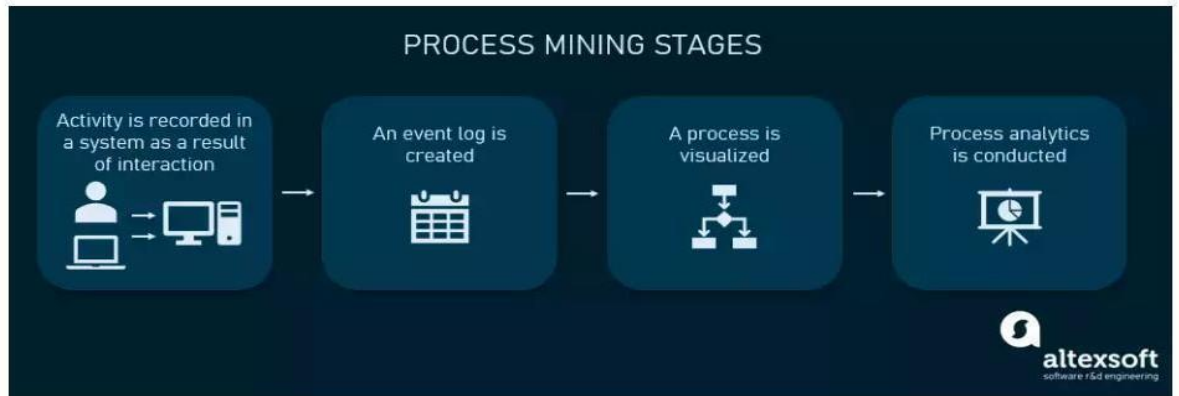 PROCESS MINING STAGES
Activity is recorded in
a system as a result
of interaction
An event log is
created
A process is
visualized
Process analytics
is conducted
altexsoft
software r&d engineering